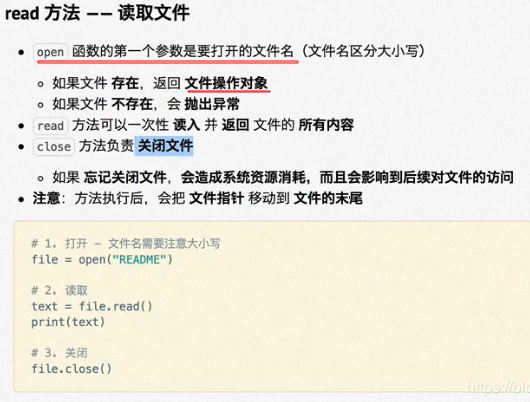 read 方法 —— 读取文件
open 函数的第一个参数是要打开的文件名（文件名区分大小写）
如果文件 存在，返回 文件操作对象
如果文件 不存在，会 抛出异常
read 方法可以一次性 读入 并 返回 文件的 所有内容
close 方法负责 关闭文件
如果 忘记关闭文件，会造成系统资源消耗，而且会影响到后续对文件的访问
注意：方法执行后，会把 文件指针 移动到 文件的末尾
# 1. 打开 - 文件名需要注意大小写
file = open("README")
# 2. 读取
text = file.read()
print(text)
# 3. 关闭
file.close()
https://blo